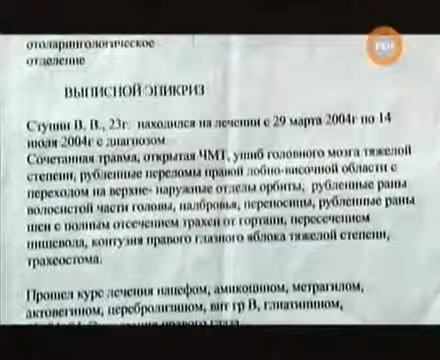 отоларингологическое
отделение
РЕН
ВЫПИСНОЙ ЭПИКРИЗ
Ступин В. В., 23г. находился на лечении с 29 марта 2004г по 14
июля 2004г с диагнозом
Сочетанная травма, открытая ЧМТ, ушиб головного мозга тяжелой
степени, рубленные переломы правой лобно-височной области с
переходом на верхне- наружные отделы орбиты, рубленные раны
волосистой части головы, надбровья, переносицы, рубленные раны
шеи с полным отсечением трахеи от гортани, пересечением
пищевода, контузия правого глазного яблока тяжелой степени,
трахеостома.
Прошел курс лечения нацефом, амикоцином, метрагилом,
актовегином, церебролизином, вит гр В, глиатилином,